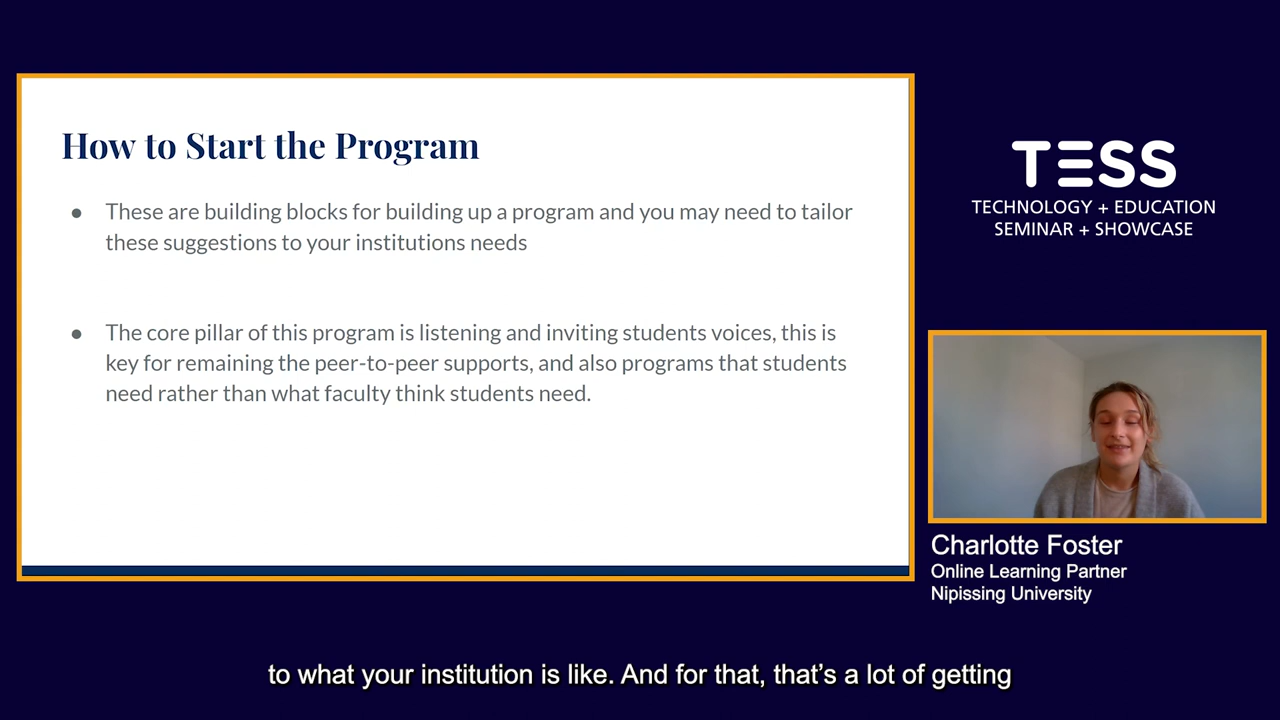 How to Start the Program
● These are building blocks for building up a program and you may need to tailor
these suggestions to your institutions needs
● The core pillar of this program is listening and inviting students voices, this is
key for remaining the peer-to-peer supports, and also programs that students
need rather than what faculty think students need.
TESS
TECHNOLOGY + EDUCATION
SEMINAR + SHOWCASE
Charlotte Foster
Online Learning Partner
Nipissing University
to what your institution is like. And for that, that's a lot of getting